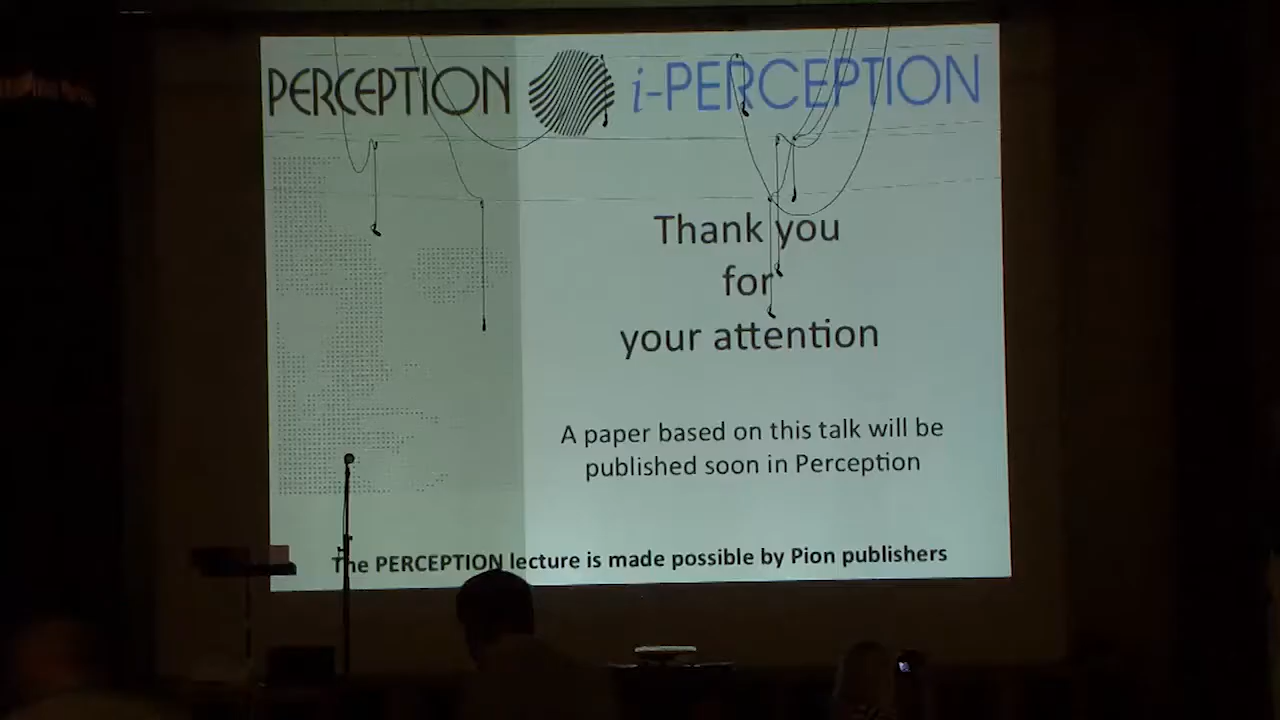 PERCEPTION i-PERCEPTION
Thank you
for
your attention
A paper based on this talk will be
published soon in Perception
The PERCEPTION lecture is made possible by Pion publishers